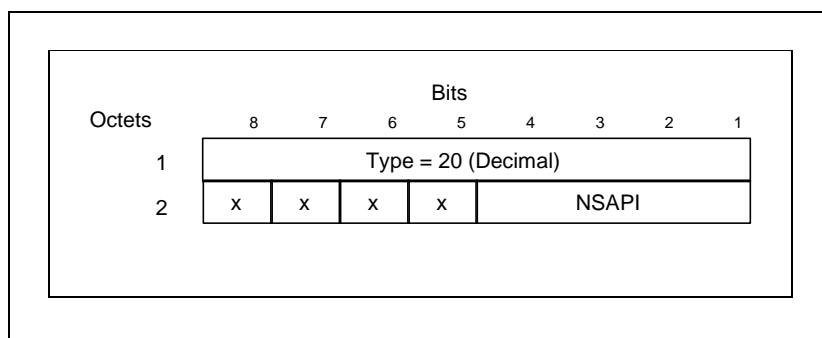 Bits
Octets 8 7 6 5 4 3 2 1
1 Type = 20 (Decimal)
2 x x x x NSAPI